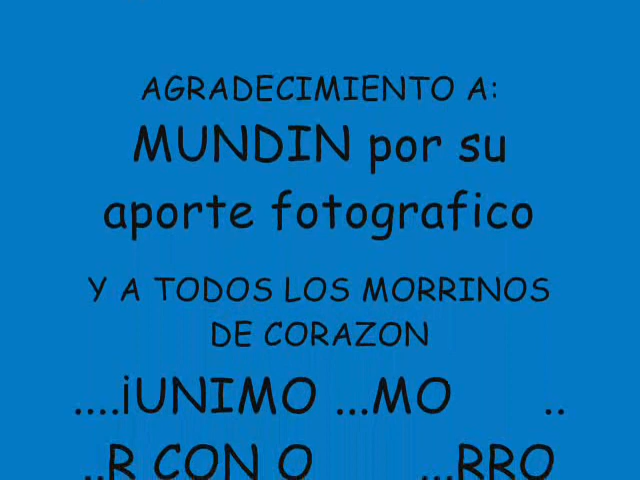 AGRADECIMIENTO A:
MUNDIN por su
aporte fotografico
Y A TODOS LOS MORRINOS
DE CORAZON
....¡UNIMO ...MO ..
..R CON O ...RRO